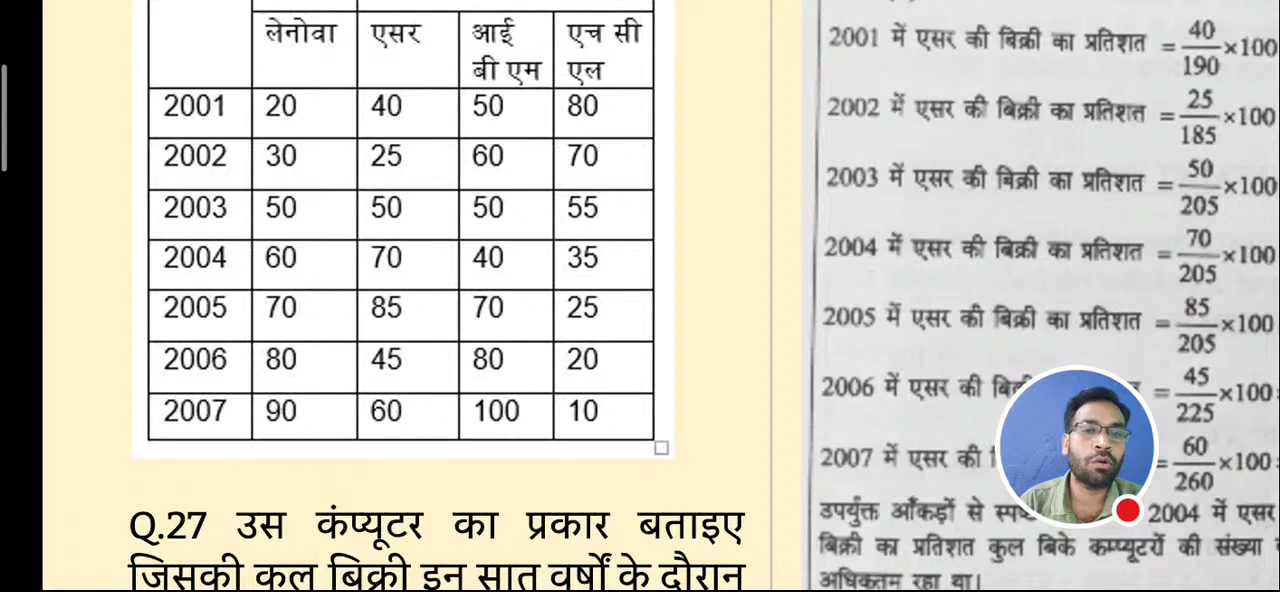 लेनोवा एसर आई बी एम एच सी एल
2001 20 40 50 80
2002 30 25 60 70
2003 50 50 50 55
2004 60 70 40 35
2005 70 85 70 25
2006 80 45 80 20
2007 90 60 100 10
Q.27 उस कंप्यूटर का प्रकार बताइए
जिसकी कुल बिक्री इन सात वर्षों के दौरान
2001 में एसर की बिक्री का प्रतिशत = 40/190 ×100
2002 में एसर की बिक्री का प्रतिशत = 25/185 ×100
2003 में एसर की बिक्री का प्रतिशत = 50/205 ×100
2004 में एसर की बिक्री का प्रतिशत = 70/205 ×100
2005 में एसर की बिक्री का प्रतिशत = 85/205 ×100
2006 में एसर की = 45/225 ×100
2007 में एसर की = 60/260 ×100
उपर्युक्त आँकड़ों से 2004 में एसर
बिक्री का प्रतिशत कुल बिके कम्प्यूटरों की संख्या
अधिकतम रहा था।